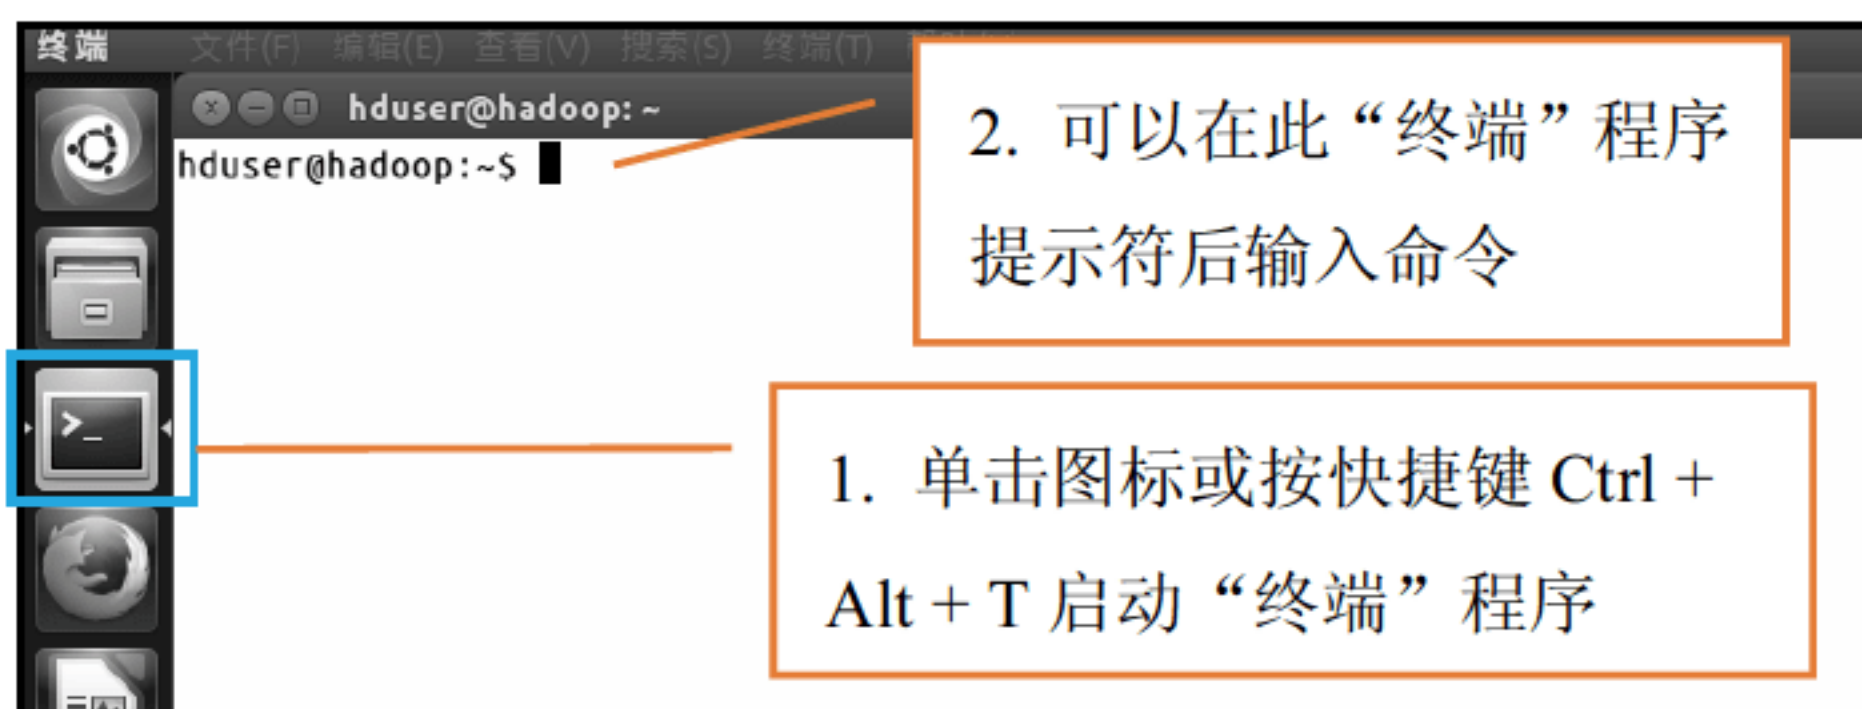 终端 文件(F) 编辑(E) 查看(V) 搜索(S) 终端(T)
hduser@hadoop: ~
hduser@hadoop:~$
2. 可以在此“终端”程序
提示符后输入命令
>_
1. 单击图标或按快捷键 Ctrl +
Alt + T 启动“终端”程序